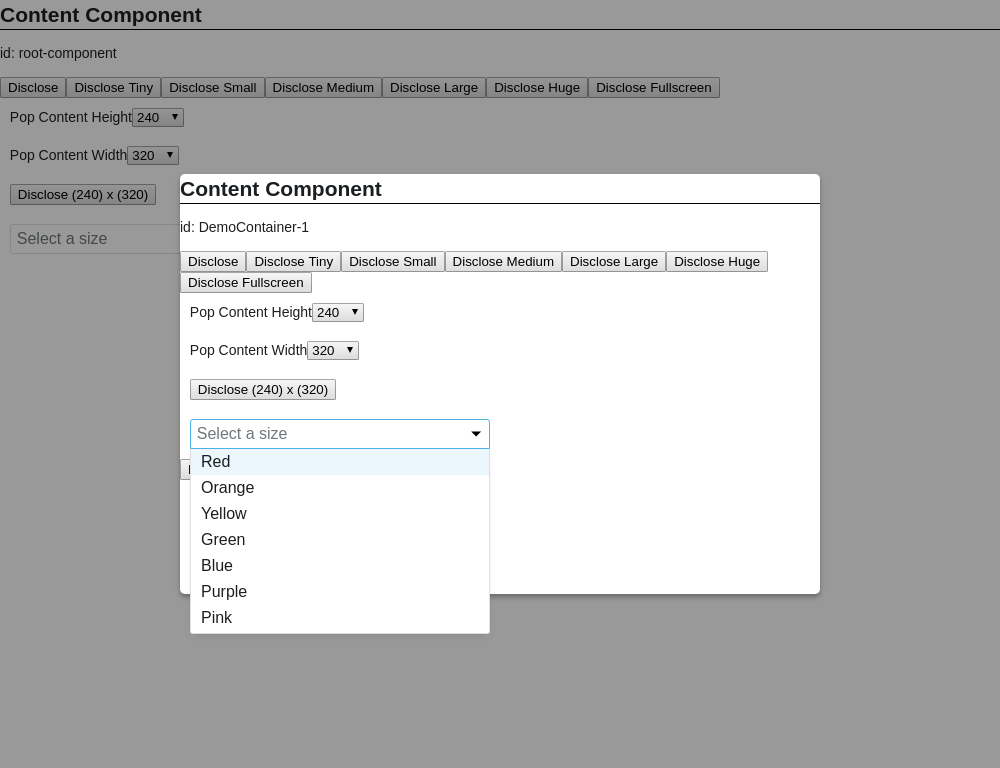 Content Component
id: root-component
Disclose Disclose Tiny Disclose Small Disclose Medium Disclose Large Disclose Huge Disclose Fullscreen
Pop Content Height 240
Pop Content Width 320
Disclose (240) x (320)
Select a size
Content Component
id: DemoContainer-1
Disclose Disclose Tiny Disclose Small Disclose Medium Disclose Large Disclose Huge
Disclose Fullscreen
Pop Content Height 240
Pop Content Width 320
Disclose (240) x (320)
Select a size
Red
Orange
Yellow
Green
Blue
Purple
Pink